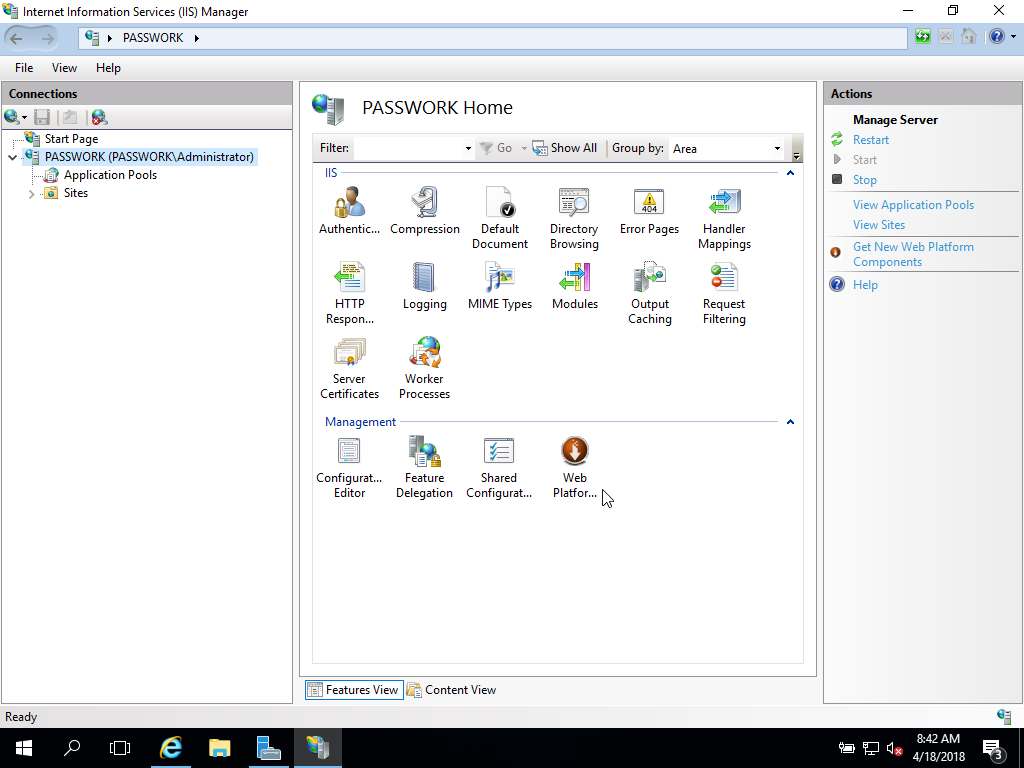 Internet Information Services (IIS) Manager
PASSWORK
File View Help
Connections
Start Page
PASSWORK (PASSWORK\Administrator)
Application Pools
Sites
PASSWORK Home
Filter: Go Show All Group by: Area
IIS
Authentic... Compression Default Document Directory Browsing Error Pages 404 Handler Mappings
HTTP Respon... Logging MIME Types Modules Output Caching Request Filtering
Server Certificates Worker Processes
Management
Configurat... Editor Feature Delegation Shared Configurat... Web Platfor...
Features View Content View
Actions
Manage Server
Restart
Start
Stop
View Application Pools
View Sites
Get New Web Platform
Components
Help
Ready
8:42 AM
4/18/2018
3